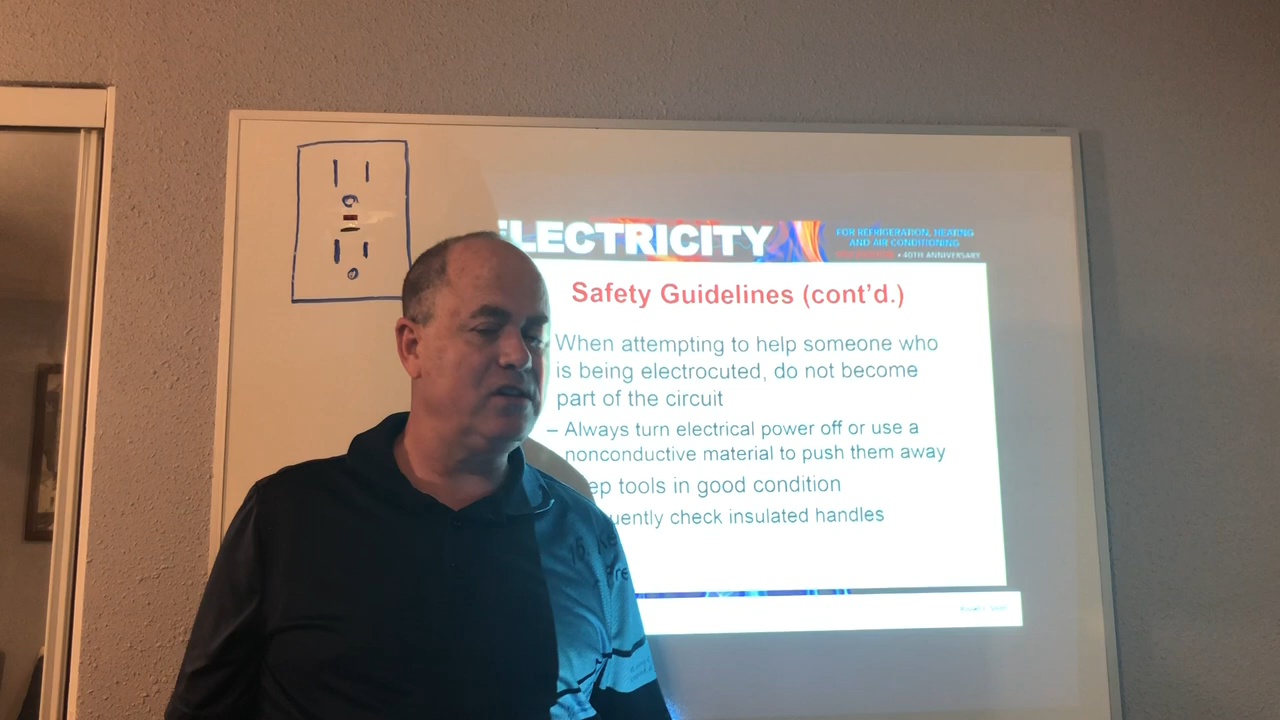 ELECTRICITY
FOR REFRIGERATION, HEATING
AND AIR CONDITIONING
• 40TH ANNIVERSARY
Safety Guidelines (cont'd.)
When attempting to help someone who
is being electrocuted, do not become
part of the circuit
– Always turn electrical power off or use a
nonconductive material to push them away
ep tools in good condition
uently check insulated handles